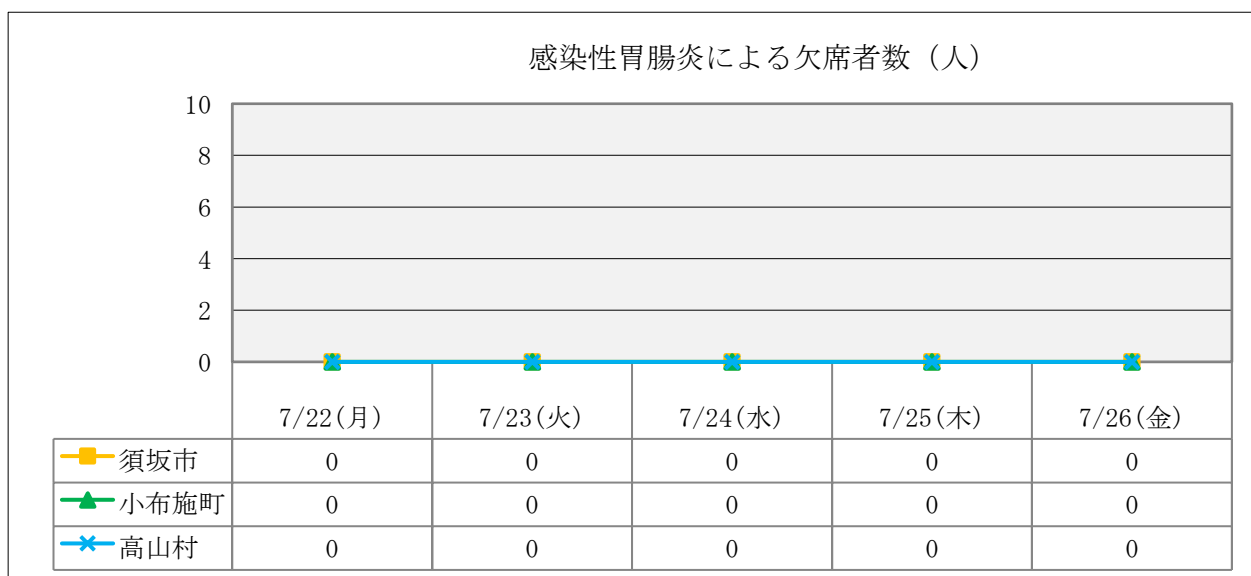 感染性胃腸炎による欠席者数（人）
10
8
6
4
2
0
7/22(月) 7/23(火) 7/24(水) 7/25(木) 7/26(金)
須坂市 0 0 0 0 0
小布施町 0 0 0 0 0
高山村 0 0 0 0 0